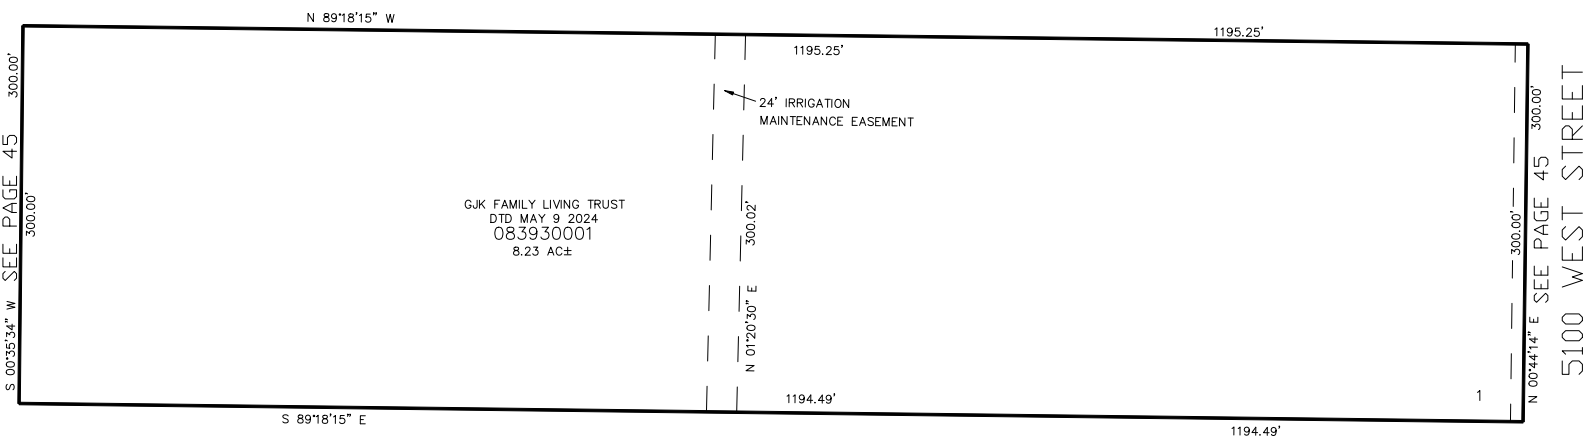 N 89°18'15" W
1195.25'
1195.25'
300.00'
24' IRRIGATION
MAINTENANCE EASEMENT
300.00'
SEE PAGE 45
300.00'
S 00°35'34" W
GJK FAMILY LIVING TRUST
DTD MAY 9 2024
083930001
8.23 AC±
300.02'
N 01°20'30" E
300.00'
SEE PAGE 45
N 00°44'14" E
5100 WEST STREET
1
1194.49'
S 89°18'15" E
1194.49'